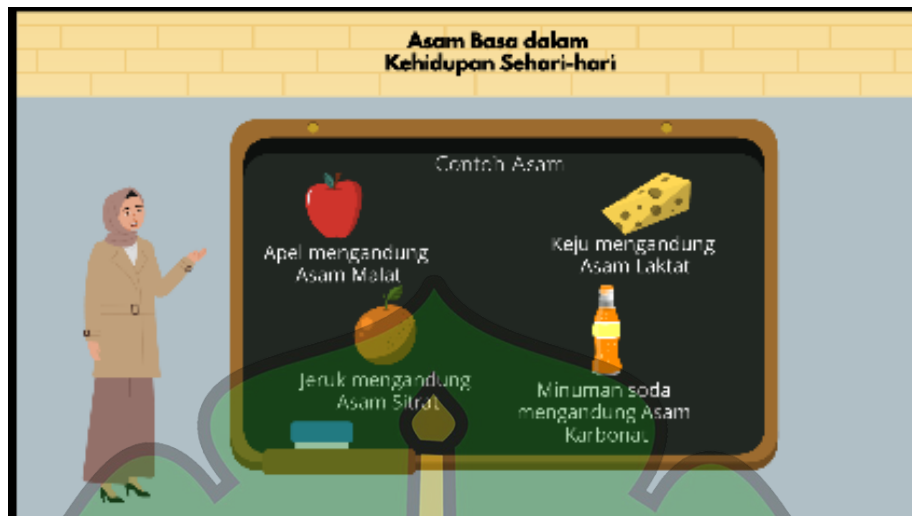 Asam Basa dalam
Kehidupan Sehari-hari
Contoh Asam
Apel mengandung
Asam Malat
Keju mengandung
Asam Laktat
Jeruk mengandung
Asam Sitrat
Minuman soda
mengandung Asam
Karbonat